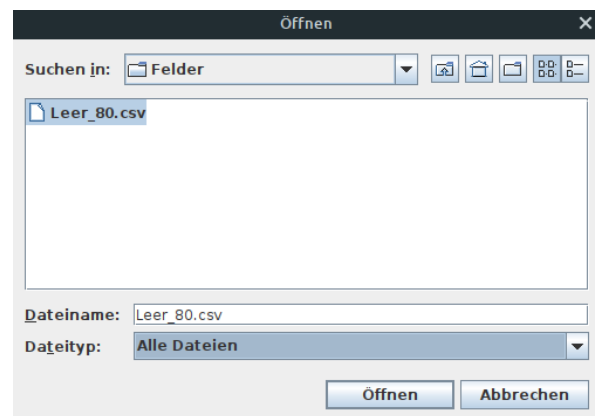 Öffnen
Suchen in: Felder
Leer_80.csv
Dateiname: Leer_80.csv
Dateityp: Alle Dateien
Öffnen Abbrechen